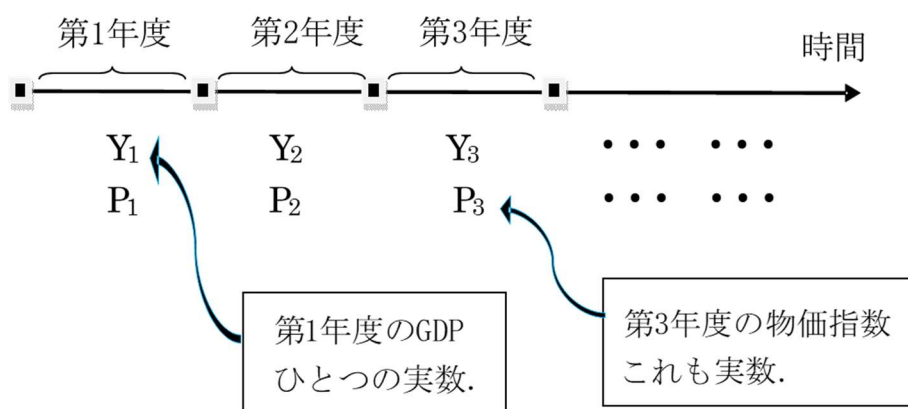 第1年度 第2年度 第3年度 時間
Y₁ Y₂ Y₃ ・・・ ・・・
P₁ P₂ P₃ ・・・ ・・・
第1年度のGDP
ひとつの実数.
第3年度の物価指数
これも実数.